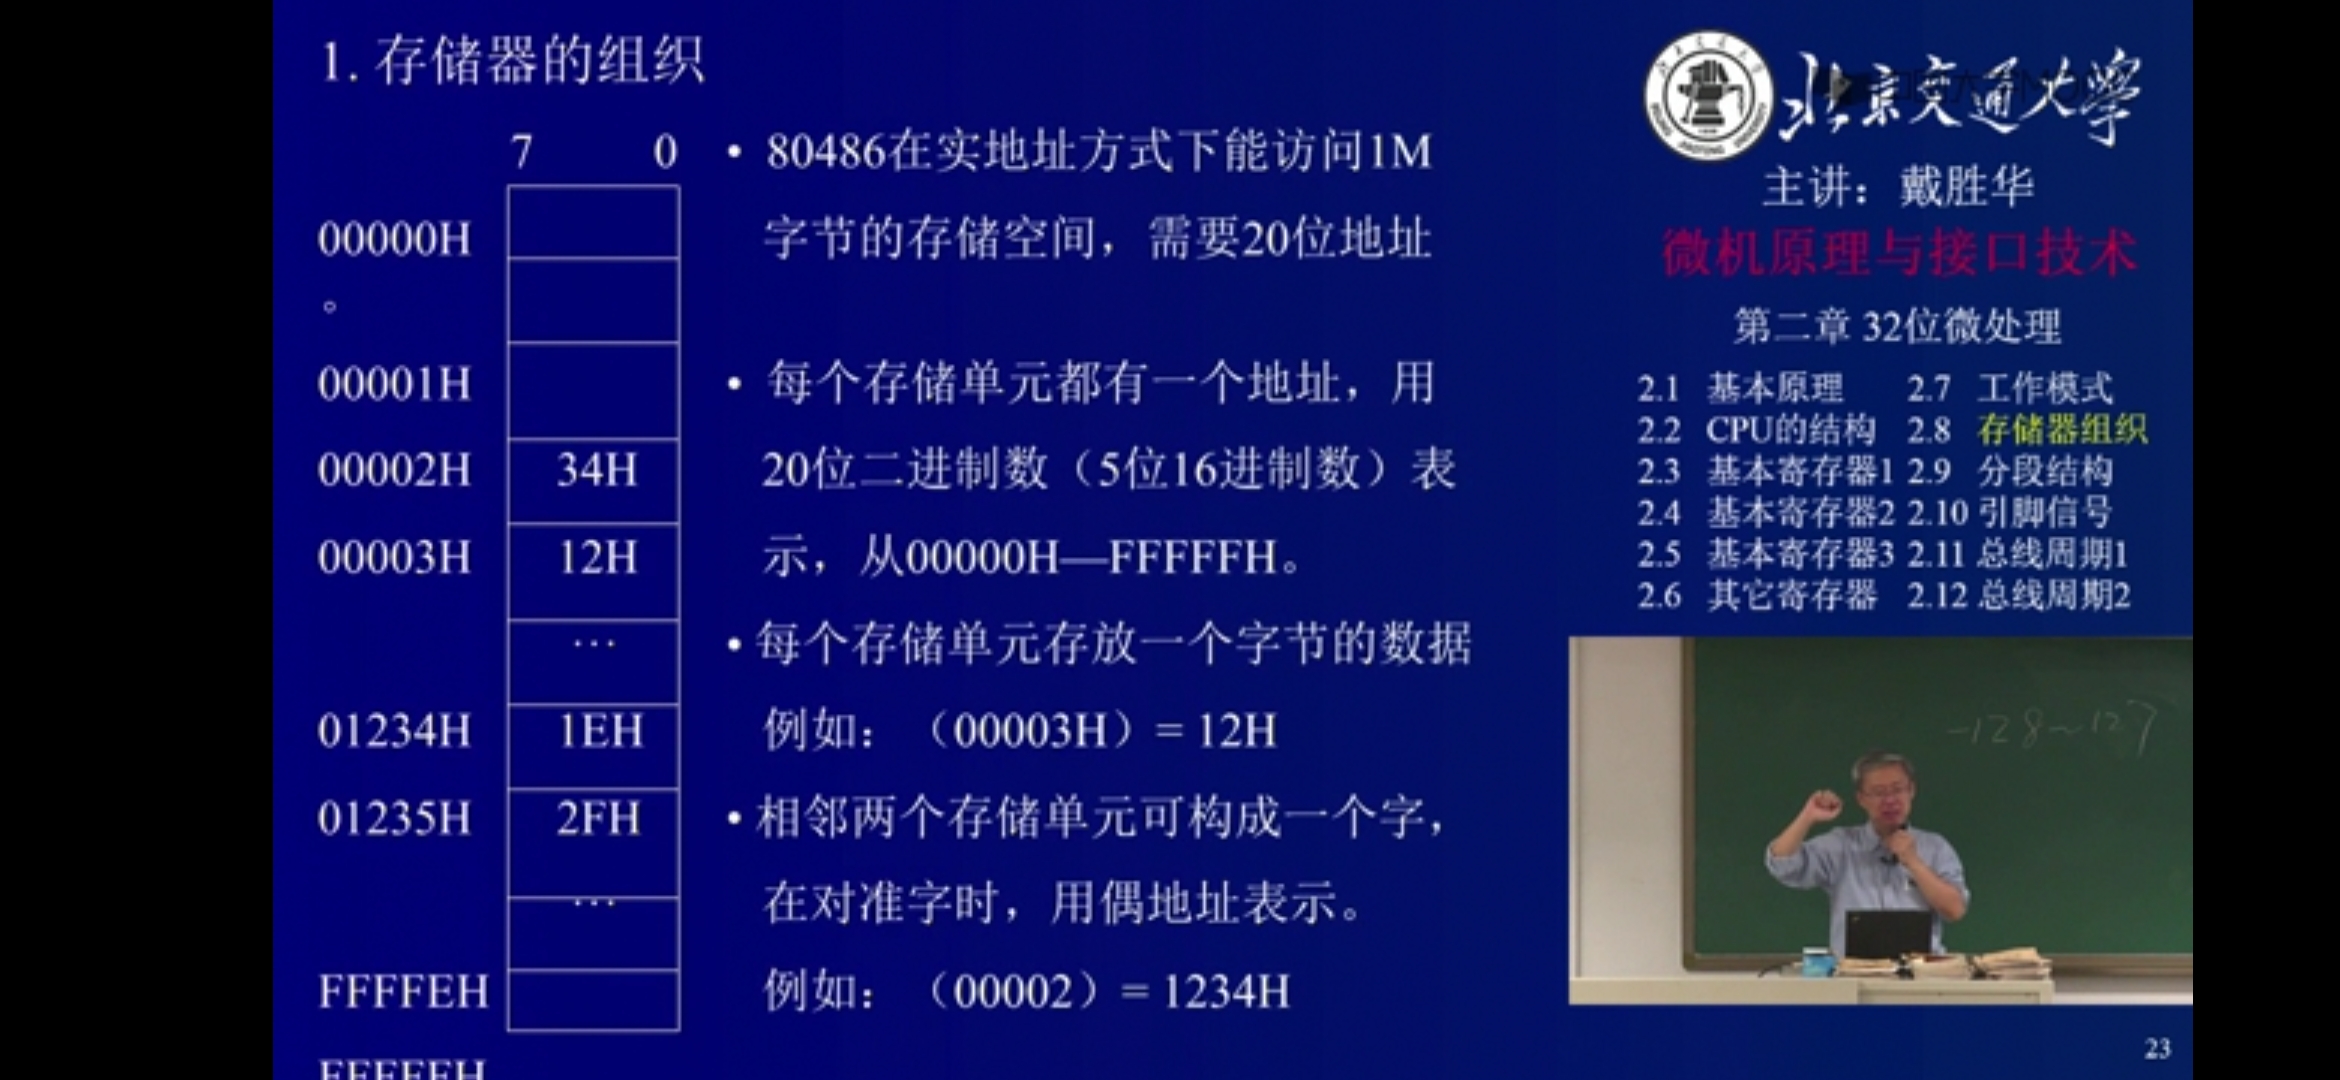 1. 存储器的组织
7 0
00000H
。
00001H
00002H 34H
00003H 12H
…
01234H 1EH
01235H 2FH
…
FFFFEH
FFFFFH
• 80486在实地址方式下能访问1M
字节的存储空间，需要20位地址
• 每个存储单元都有一个地址，用
20位二进制数（5位16进制数）表
示，从00000H—FFFFFH。
• 每个存储单元存放一个字节的数据
例如：（00003H）= 12H
• 相邻两个存储单元可构成一个字，
在对准字时，用偶地址表示。
例如：（00002）= 1234H
北京交通大学
主讲：戴胜华
微机原理与接口技术
第二章 32位微处理
2.1 基本原理 2.7 工作模式
2.2 CPU的结构 2.8 存储器组织
2.3 基本寄存器1 2.9 分段结构
2.4 基本寄存器2 2.10 引脚信号
2.5 基本寄存器3 2.11 总线周期1
2.6 其它寄存器 2.12 总线周期2
-128~127
23